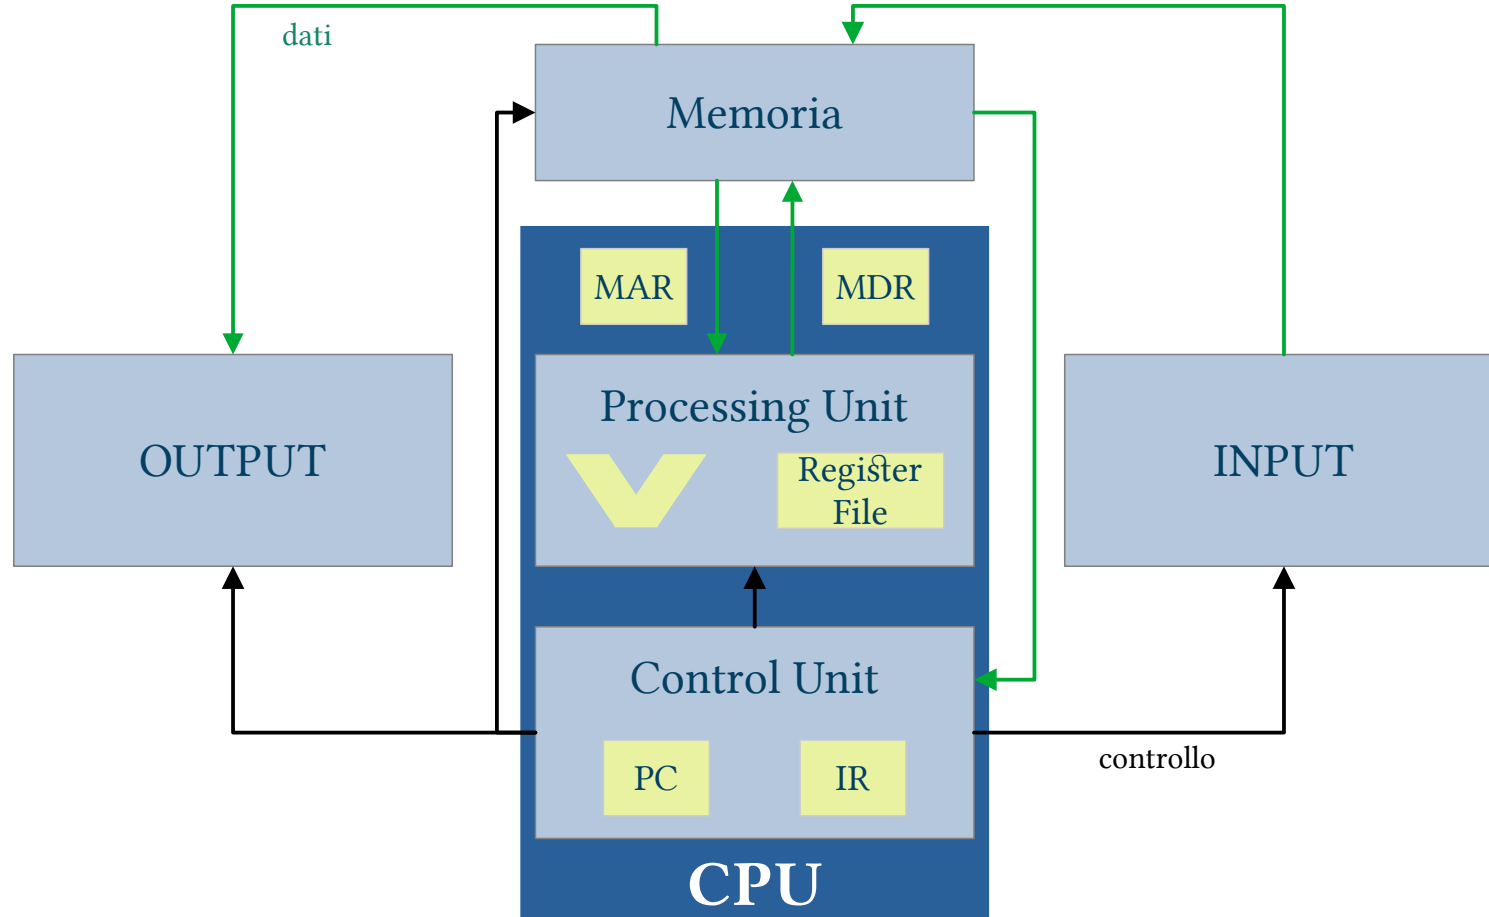 dati
Memoria
MAR
MDR
Processing Unit
OUTPUT
Register
File
INPUT
Control Unit
controllo
PC
IR
CPU